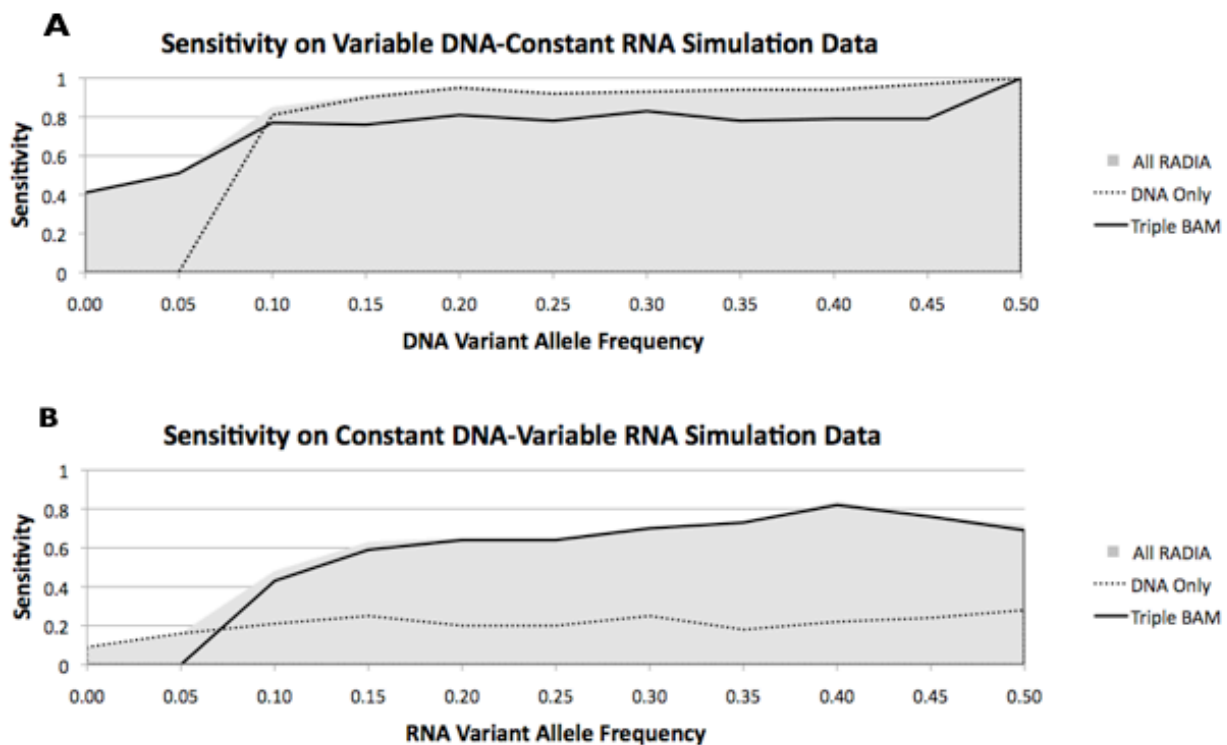 A
Sensitivity on Variable DNA-Constant RNA Simulation Data
1
0.8
0.6
0.4
0.2
0
Sensitivity
0.00 0.05 0.10 0.15 0.20 0.25 0.30 0.35 0.40 0.45 0.50
DNA Variant Allele Frequency
All RADIA
DNA Only
Triple BAM
B
Sensitivity on Constant DNA-Variable RNA Simulation Data
1
0.8
0.6
0.4
0.2
0
Sensitivity
0.00 0.05 0.10 0.15 0.20 0.25 0.30 0.35 0.40 0.45 0.50
RNA Variant Allele Frequency
All RADIA
DNA Only
Triple BAM